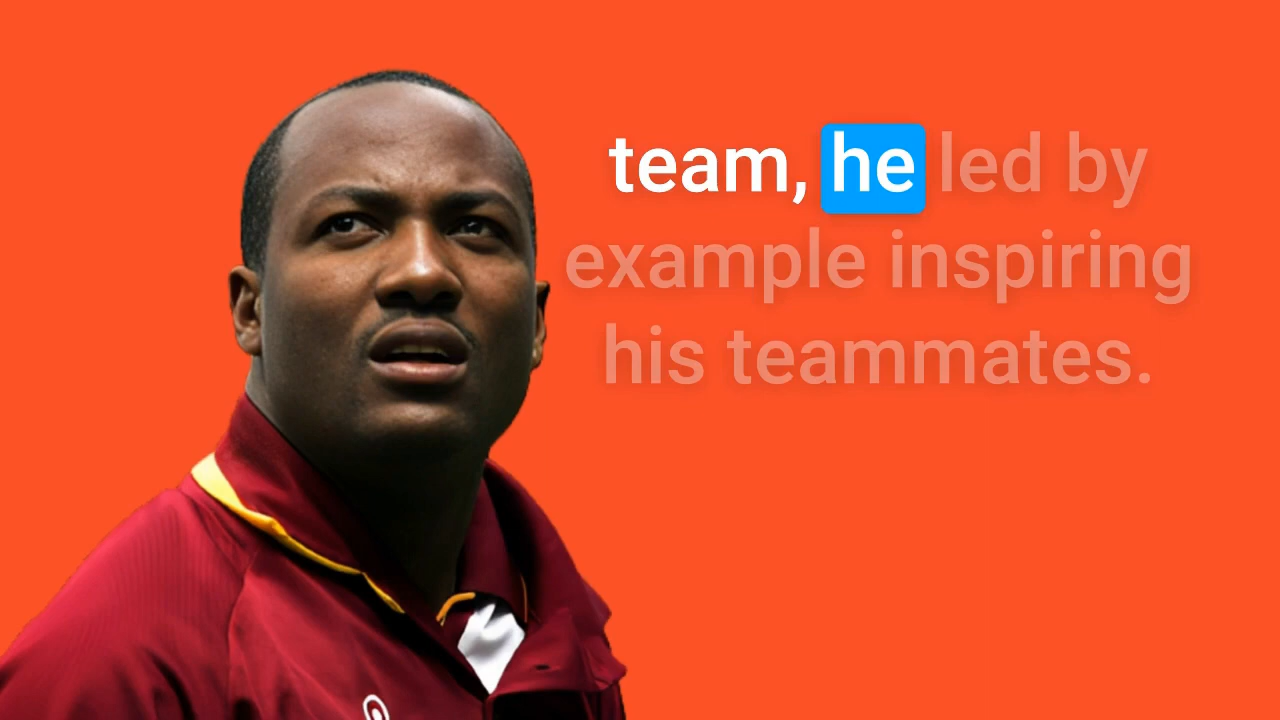 team, he led by
example inspiring
his teammates.